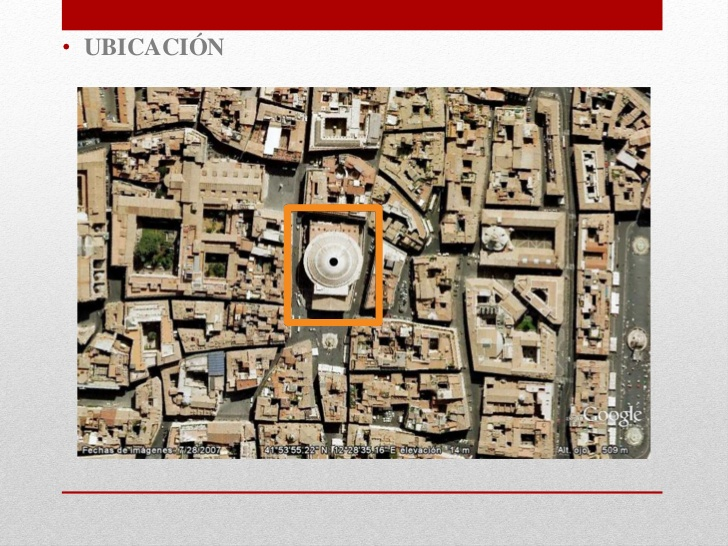 • UBICACIÓN
Google
Fechas de imágenes: 7/28/2007 41°53'55.22" N 12°28'35.16" E elevación 14 m Alt. ojo 509 m